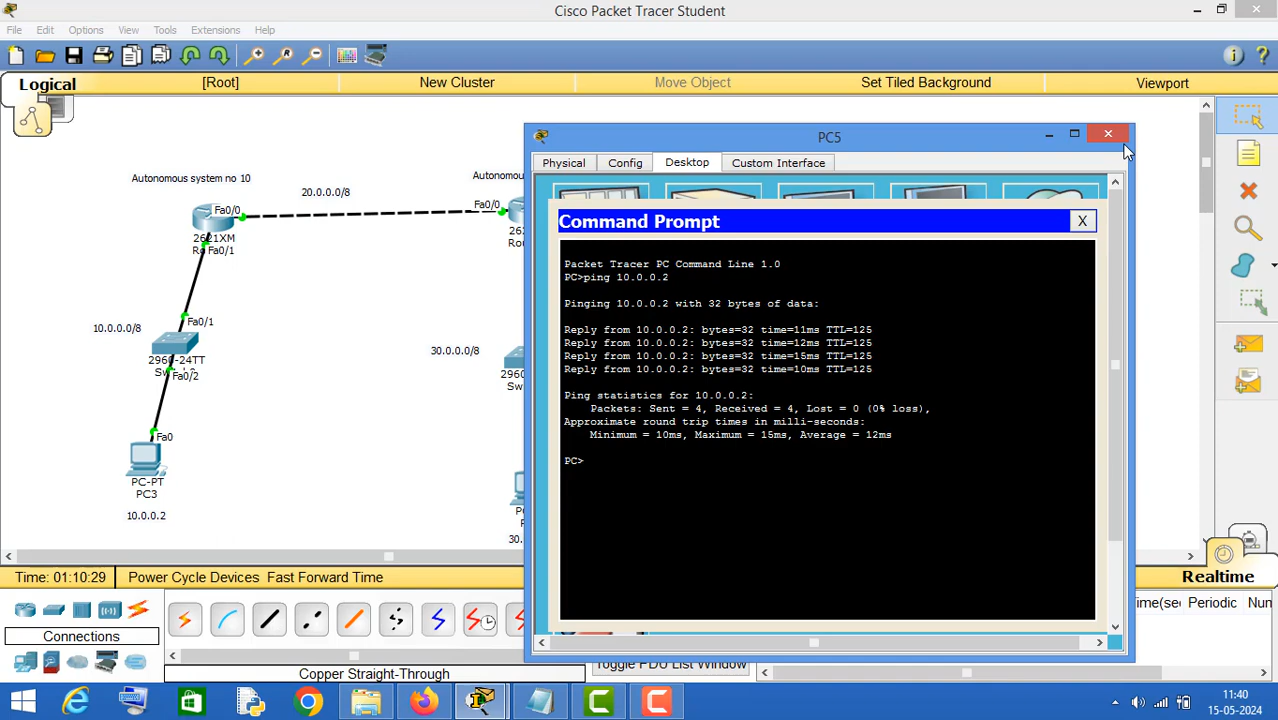 Cisco Packet Tracer Student
File Edit Options View Tools Extensions Help
Logical
[Root]
New Cluster
Move Object
Set Tiled Background
Viewport
Autonomous system no 10
20.0.0.0/8
Fa0/0
Fa0/0
2621XM
Fa0/1
Fa0/1
10.0.0.0/8
30.0.0.0/8
Fa0/2
Fa0
PC-PT
PC3
10.0.0.2
PC5
Physical
Config
Desktop
Custom Interface
Command Prompt
X
Packet Tracer PC Command Line 1.0
PC>ping 10.0.0.2
Pinging 10.0.0.2 with 32 bytes of data:
Reply from 10.0.0.2: bytes=32 time=11ms TTL=125
Reply from 10.0.0.2: bytes=32 time=12ms TTL=125
Reply from 10.0.0.2: bytes=32 time=15ms TTL=125
Reply from 10.0.0.2: bytes=32 time=10ms TTL=125
Ping statistics for 10.0.0.2:
Packets: Sent = 4, Received = 4, Lost = 0 (0% loss),
Approximate round trip times in milli-seconds:
Minimum = 10ms, Maximum = 15ms, Average = 12ms
PC>
Time: 01:10:29
Power Cycle Devices Fast Forward Time
Realtime
Connections
Copper Straight-Through
Toggle PDU List Window
Periodic
11:40
15-05-2024